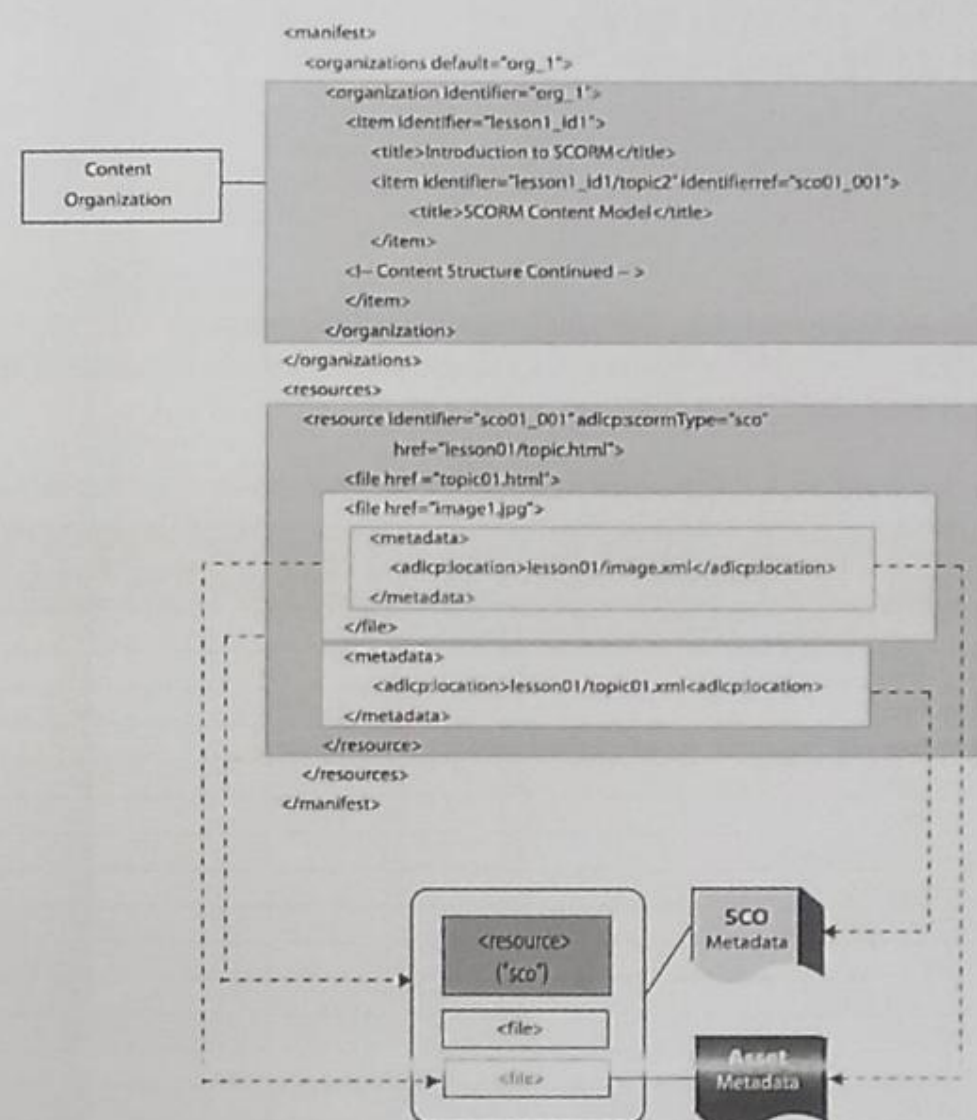 <manifest>
<organizations default="org_1">
<organization identifier="org_1">
<item identifier="lesson1_id1">
<title>Introduction to SCORM</title>
<item identifier="lesson1_id1/topic2" identifierref="sco01_001">
<title>SCORM Content Model</title>
</item>
<!-- Content Structure Continued -- >
</item>
</organization>
</organizations>
<resources>
<resource identifier="sco01_001" adlcp:scormType="sco"
href="lesson01/topic.html">
<file href ="topic01.html">
<file href="image1.jpg">
<metadata>
<adlcp:location>lesson01/image.xml</adlcp:location>
</metadata>
</file>
<metadata>
<adlcp:location>lesson01/topic01.xml<adlcp:location>
</metadata>
</resource>
</resources>
</manifest>
Content
Organization
<resource>
("sco")
<file>
<file>
SCO
Metadata
Asset
Metadata